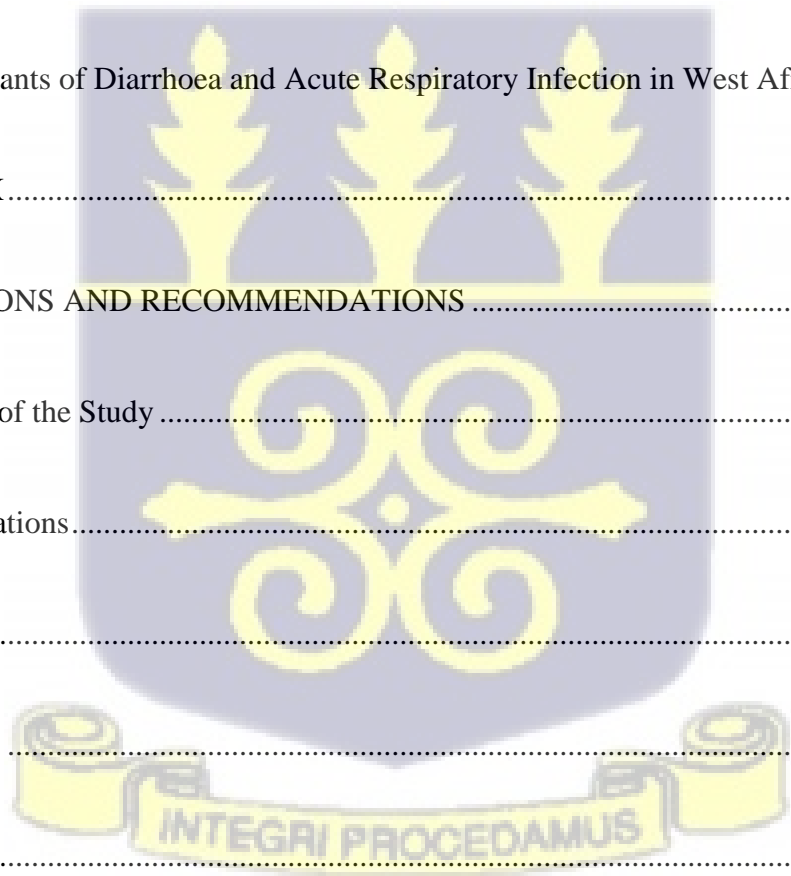 ants of Diarrhoea and Acute Respiratory Infection in West Af
K....................................................................................................
ONS AND RECOMMENDATIONS ....................................................
of the Study ....................................................................................
ations...............................................................................................
..........................................................................................................
..........................................................................................................
INTEGRI PROCEDAMUS
..........................................................................................................